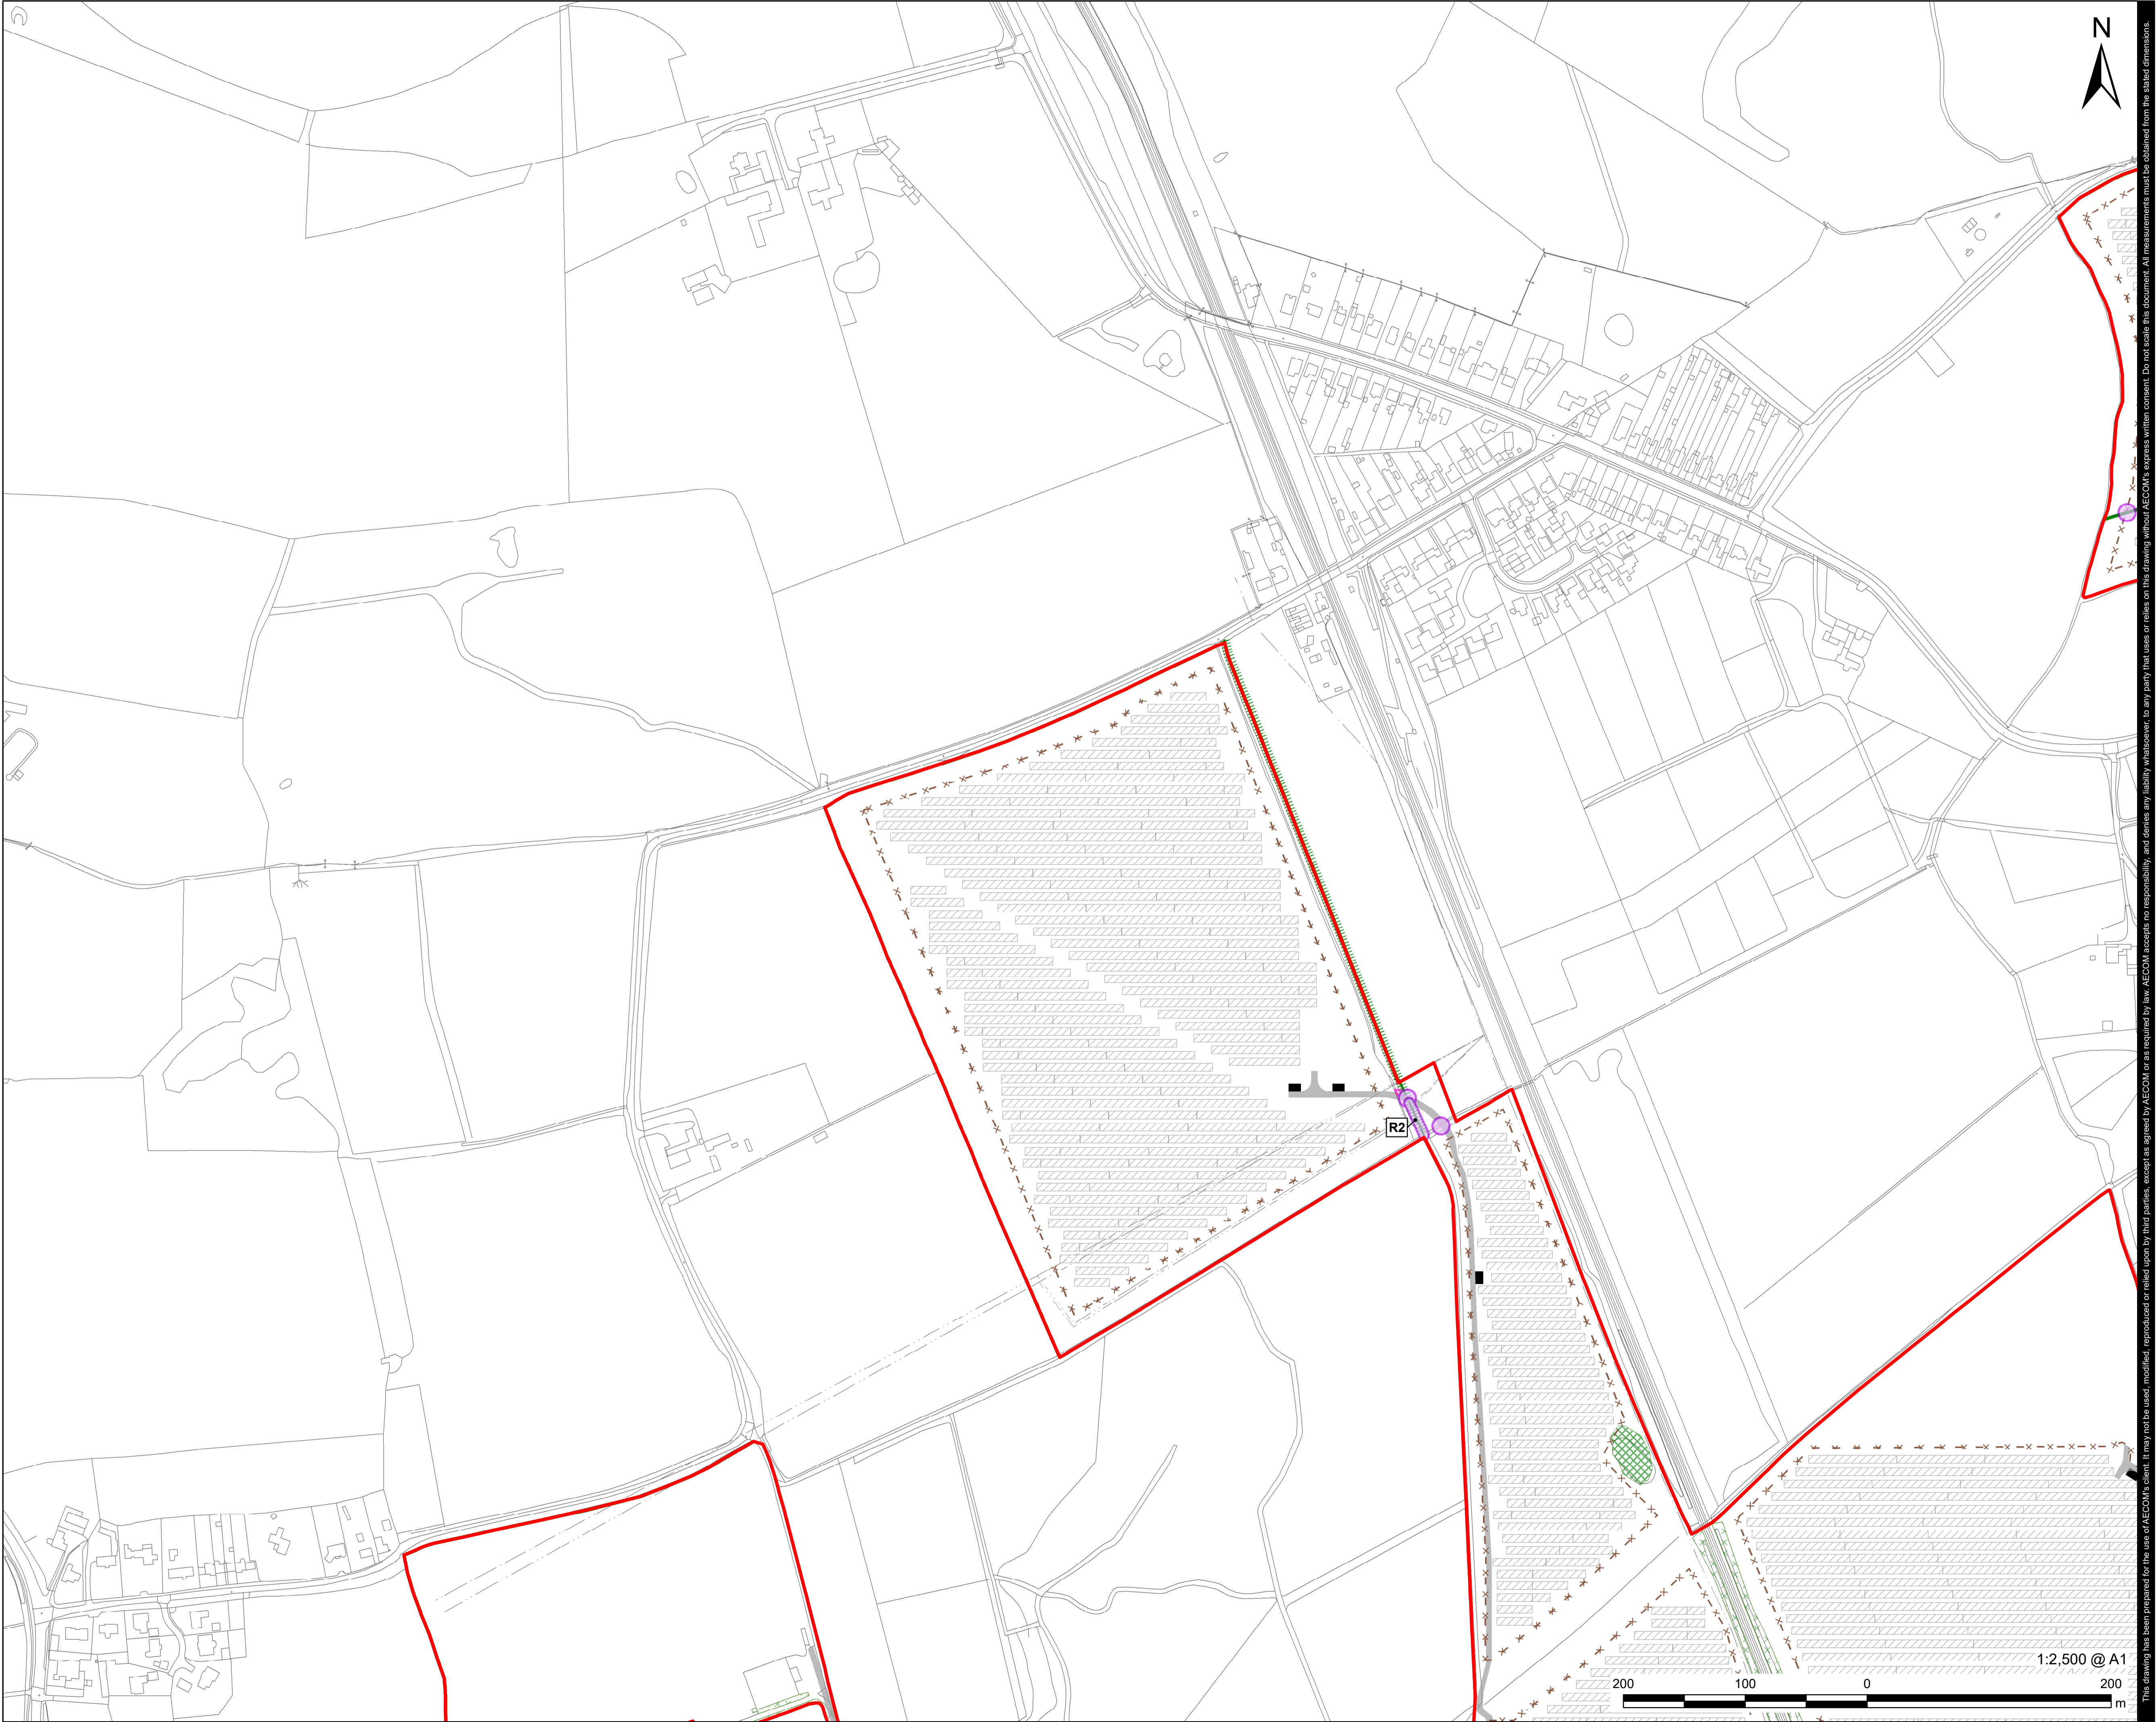 N
R2
1:2,500 @ A1
200 100 0 200
m
This drawing has been prepared for the use of AECOM's client. It may not be used, modified, reproduced or relied upon by third parties, except as agreed by AECOM or as required by law. AECOM accepts no responsibility, and denies any liability whatsoever, to any party that uses or relies on this drawing without AECOM's express written consent. Do not scale this document. All measurements must be obtained from the stated dimensions.